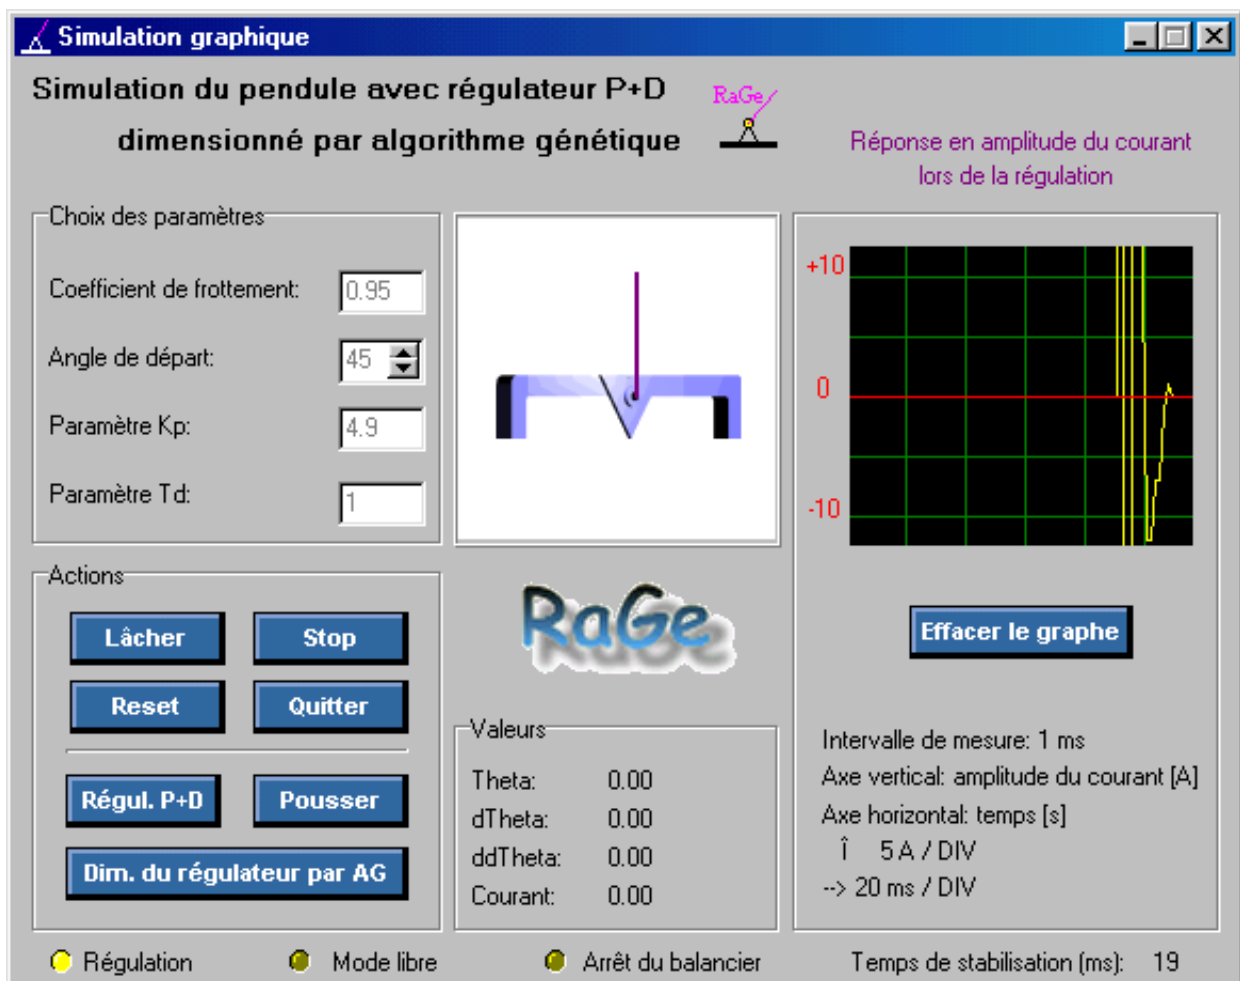 Simulation graphique
Simulation du pendule avec régulateur P+D
dimensionné par algorithme génétique
RaGe
Réponse en amplitude du courant
lors de la régulation
Choix des paramètres
Coefficient de frottement: 0.95
Angle de départ: 45
Paramètre Kp: 4.9
Paramètre Td: 1
+10
0
-10
Actions
Lâcher Stop
Reset Quitter
Régul. P+D Pousser
Dim. du régulateur par AG
RaGe
Valeurs
Theta: 0.00
dTheta: 0.00
ddTheta: 0.00
Courant: 0.00
Effacer le graphe
Intervalle de mesure: 1 ms
Axe vertical: amplitude du courant [A]
Axe horizontal: temps [s]
Î 5 A / DIV
--> 20 ms / DIV
Régulation Mode libre Arrêt du balancier Temps de stabilisation (ms): 19